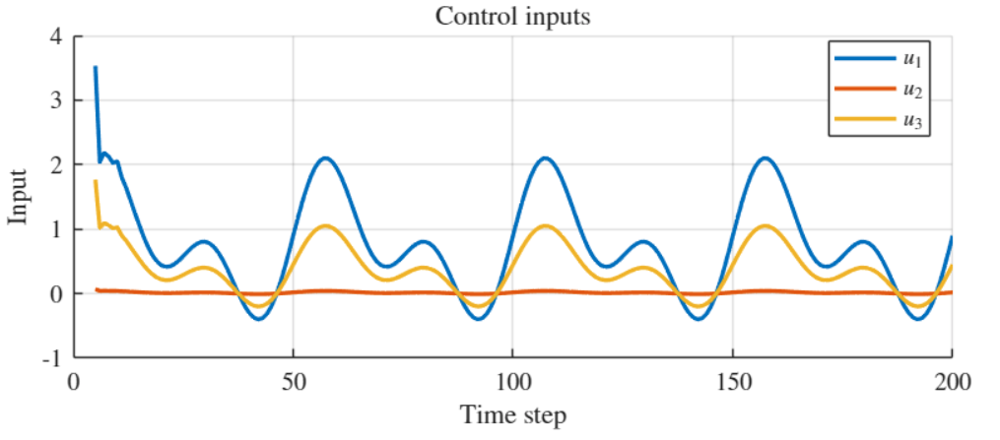 Control inputs
4
3
2
1
0
-1
Input
u1
u2
u3
0 50 100 150 200
Time step